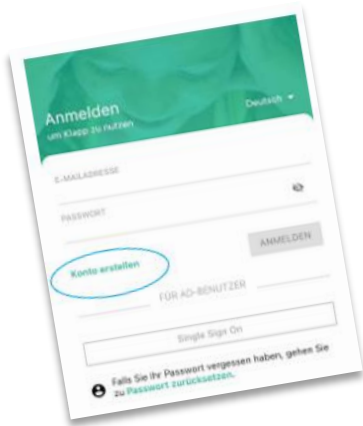 Anmelden
um Klapp zu nutzen
Deutsch
E-MAILADRESSE
PASSWORT
ANMELDEN
Konto erstellen
FÜR AD-BENUTZER
Single Sign On
Falls Sie Ihr Passwort vergessen haben, gehen Sie
zu Passwort zurücksetzen.